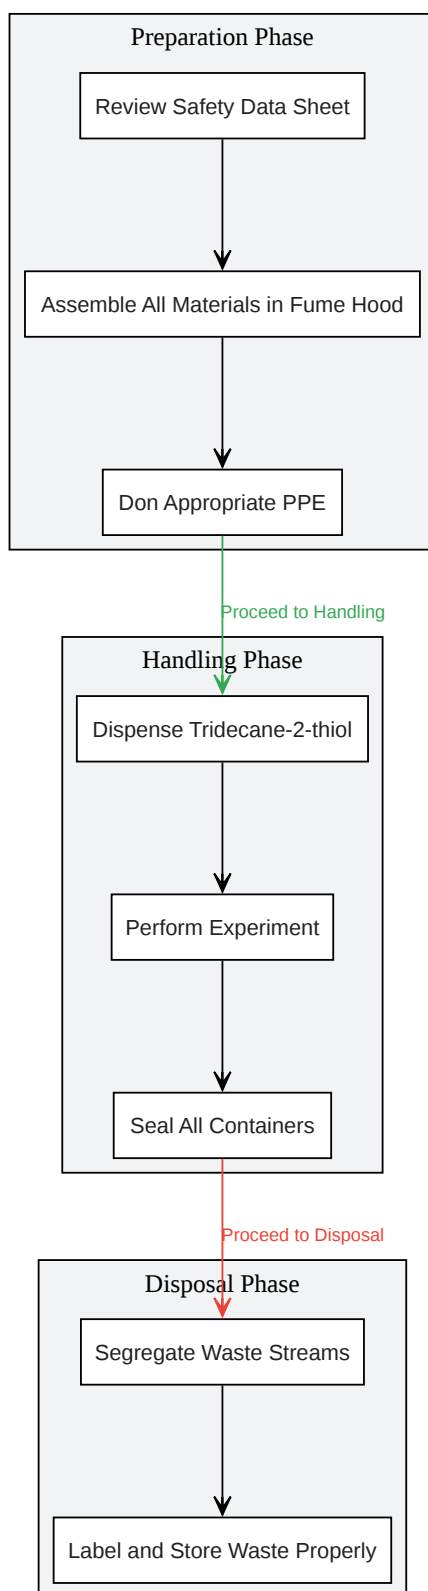 Preparation Phase
Review Safety Data Sheet
Assemble All Materials in Fume Hood
Don Appropriate PPE
Proceed to Handling
Handling Phase
Dispense Tridecane-2-thiol
Perform Experiment
Seal All Containers
Proceed to Disposal
Disposal Phase
Segregate Waste Streams
Label and Store Waste Properly